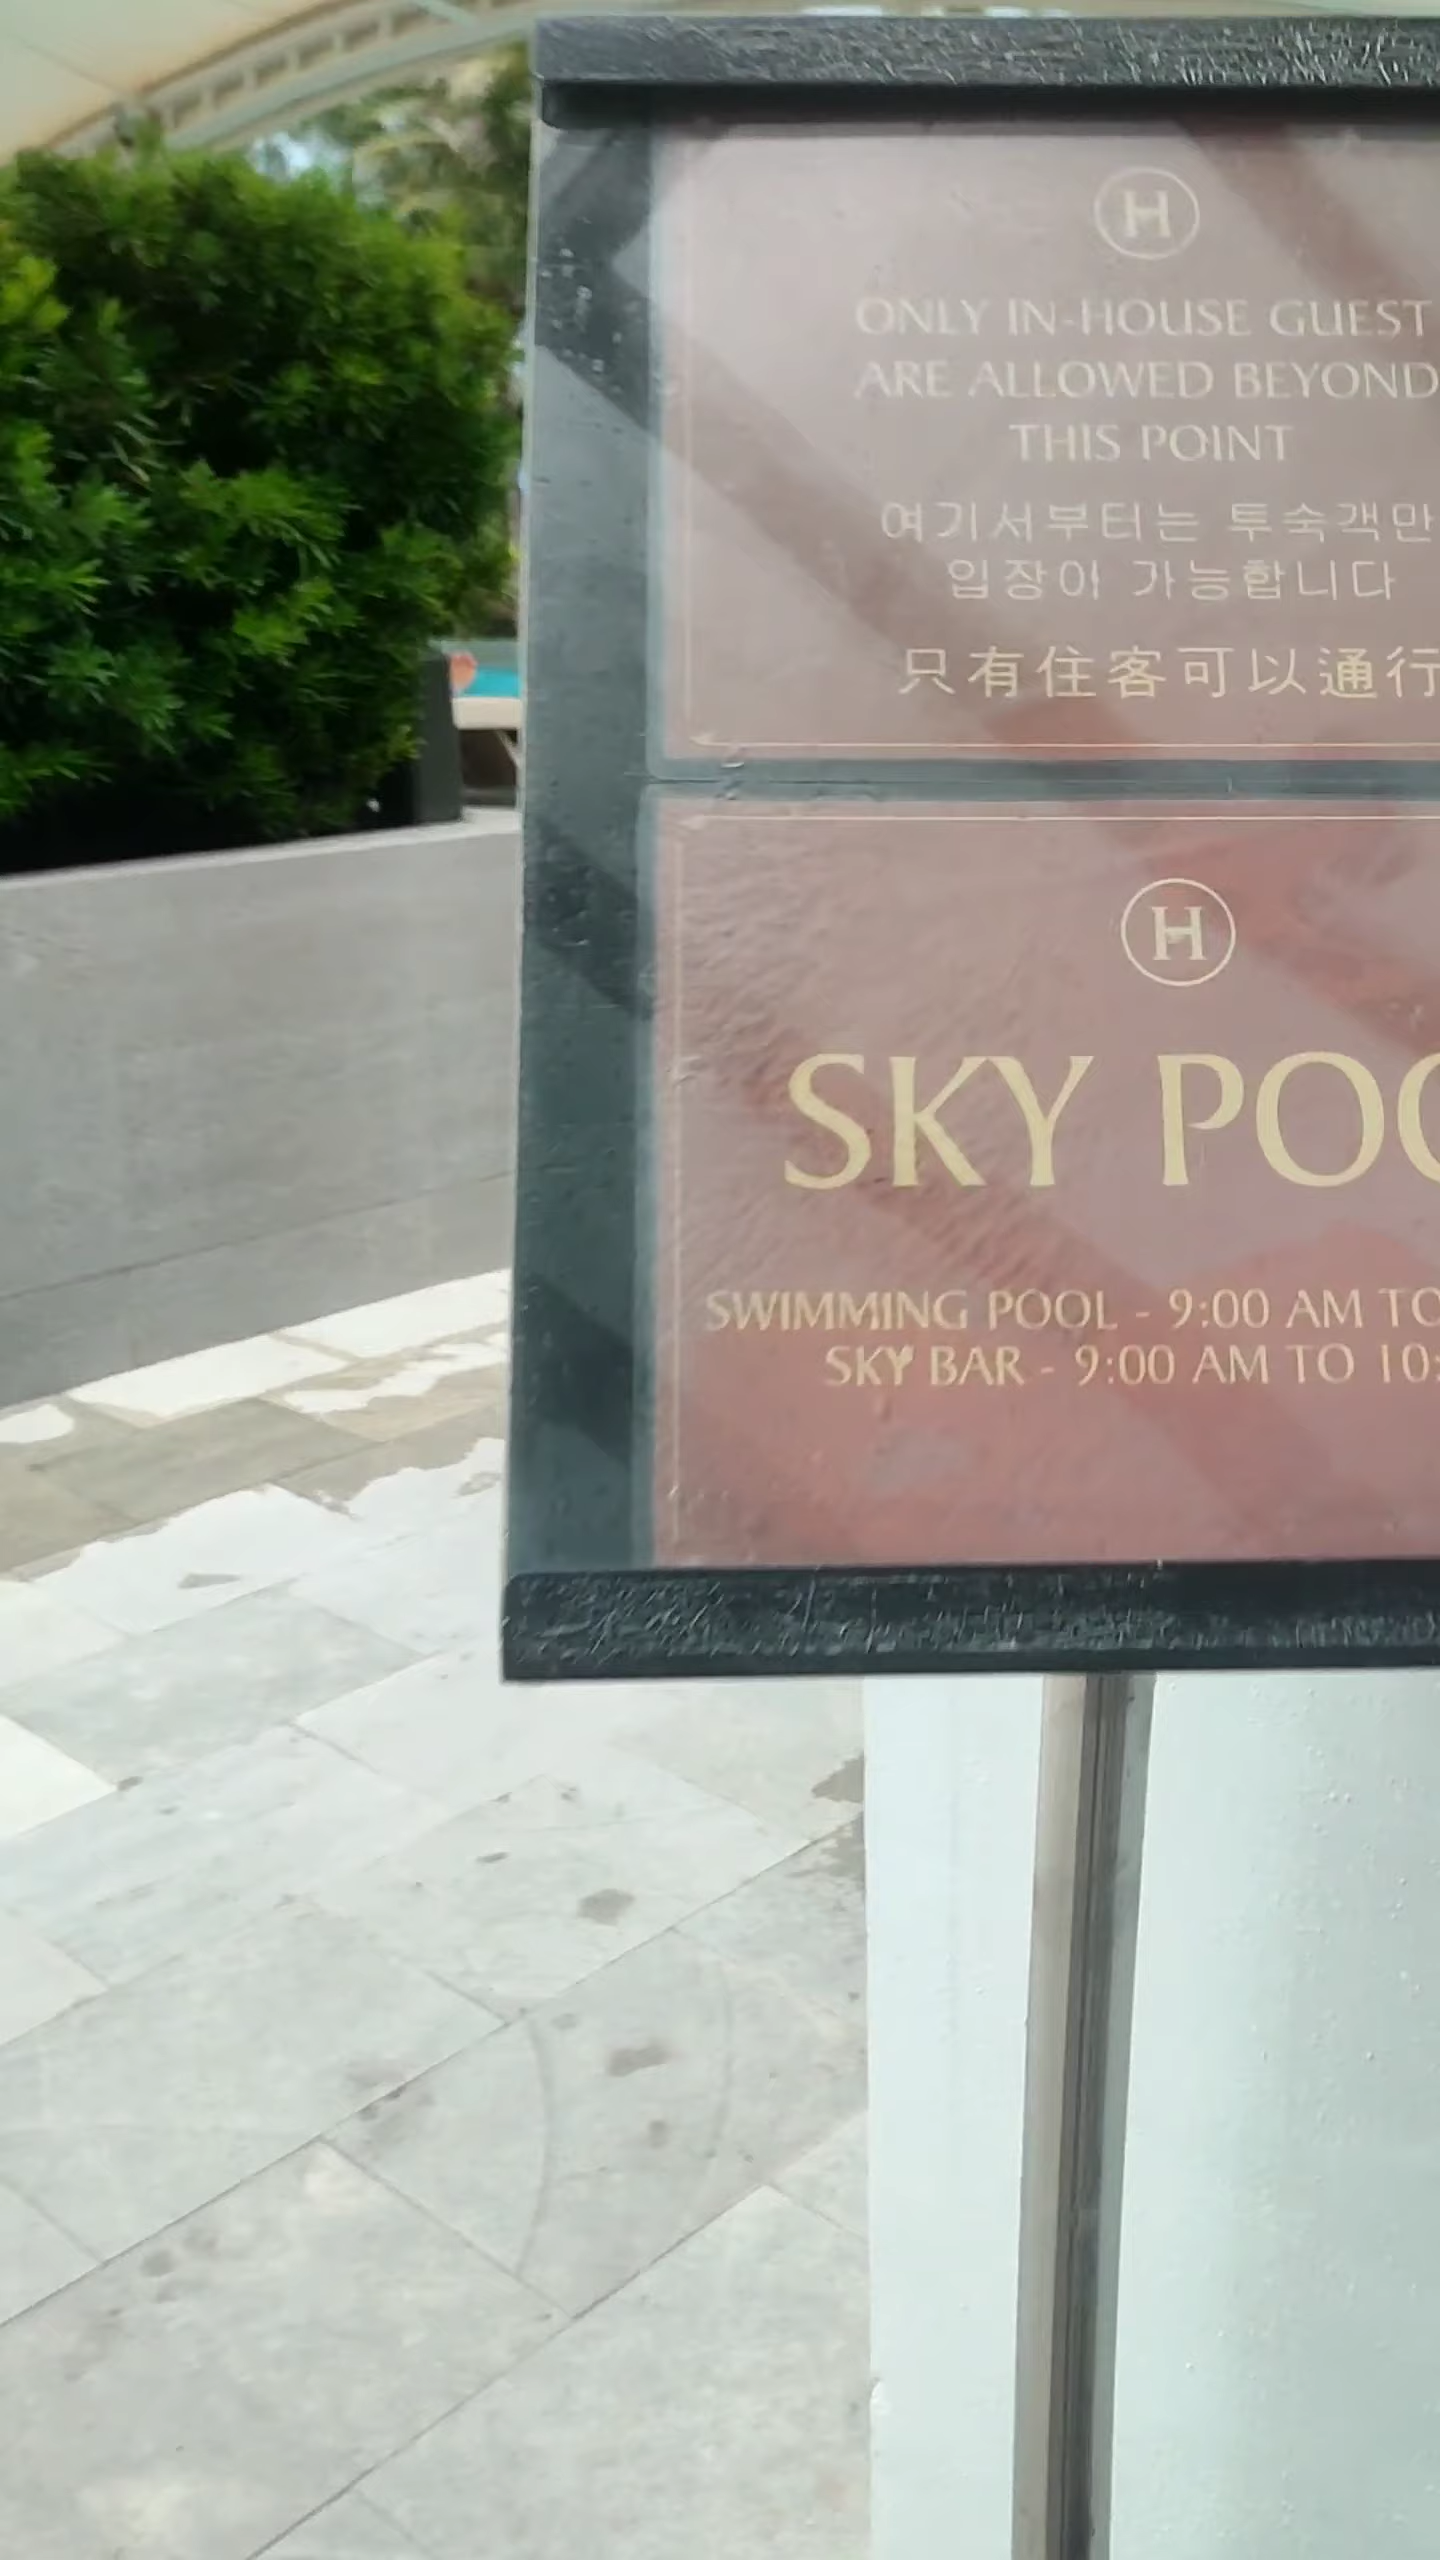 H
ONLY IN-HOUSE GUEST
ARE ALLOWED BEYOND
THIS POINT
여기서부터는 투숙객만
입장이 가능합니다
只有住客可以通行
H
SKY
SWIMMING POOL - 9:00 AM TO
SKY BAR - 9:00 AM TO